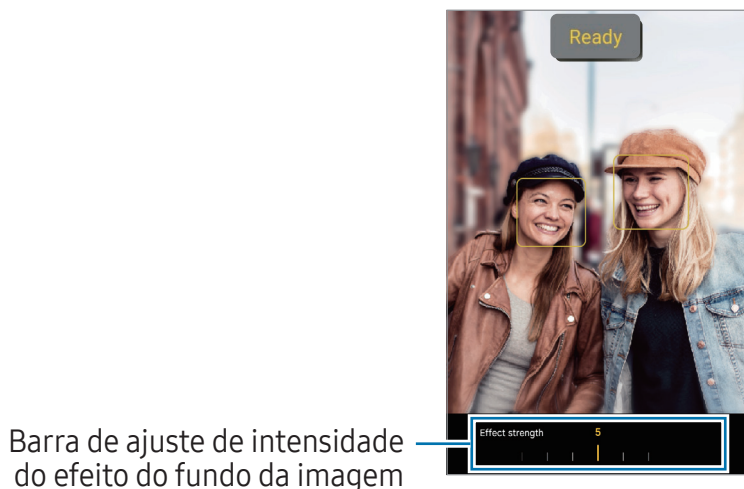 Ready
Effect strength 5
Barra de ajuste de intensidade
do efeito do fundo da imagem